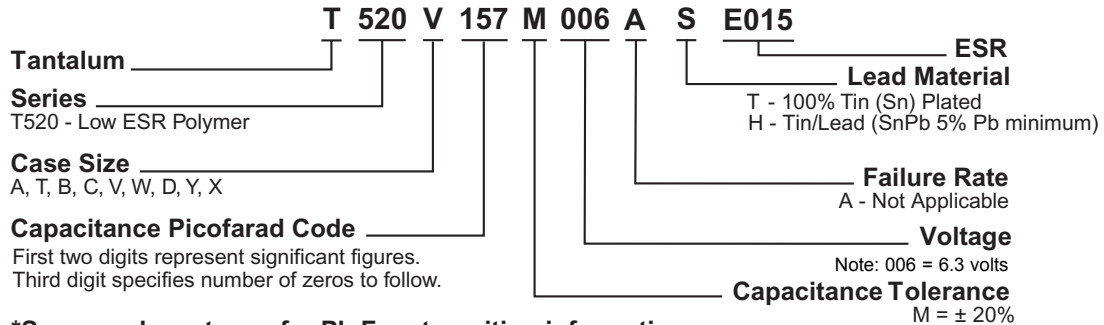 T 520 V 157 M 006 A S E015
Tantalum
Series
T520 - Low ESR Polymer
Case Size
A, T, B, C, V, W, D, Y, X
Capacitance Picofarad Code
First two digits represent significant figures.
Third digit specifies number of zeros to follow.
ESR
Lead Material
T - 100% Tin (Sn) Plated
H - Tin/Lead (SnPb 5% Pb minimum)
Failure Rate
A - Not Applicable
Voltage
Note: 006 = 6.3 volts
Capacitance Tolerance
M = ± 20%